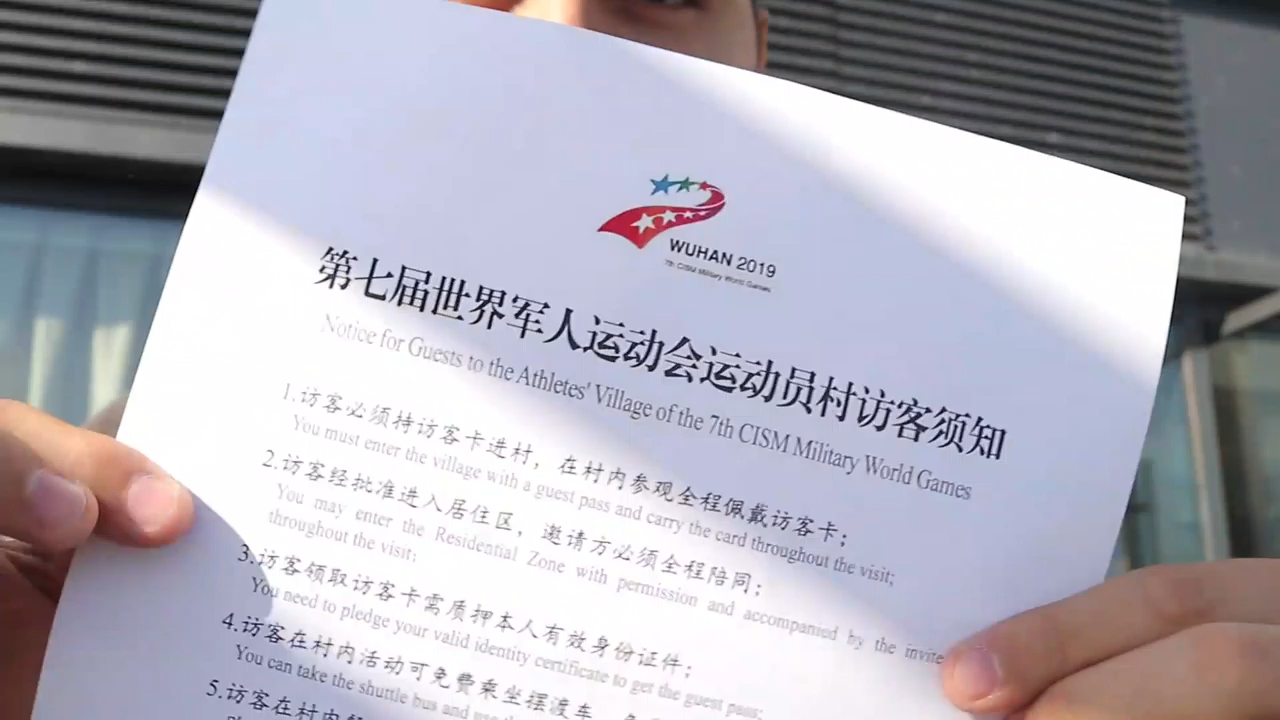 WUHAN 2019
7th CISM Military World Games
第七届世界军人运动会运动员村访客须知
Notice for Guests to the Athletes' Village of the 7th CISM Military World Games
1.访客必须持访客卡进村，在村内参观全程佩戴访客卡；
You must enter the village with a guest pass and carry the card throughout the visit;
2.访客经批准进入居住区，邀请方必须全程陪同；
You may enter the Residential Zone with permission and accompanied by the invite
throughout the visit;
3.访客领取访客卡需质押本人有效身份证件；
You need to pledge your valid identity certificate to get the guest pass;
4.访客在村内活动可免费乘坐摆渡车，
You can take the shuttle bus and
5.访客在村内